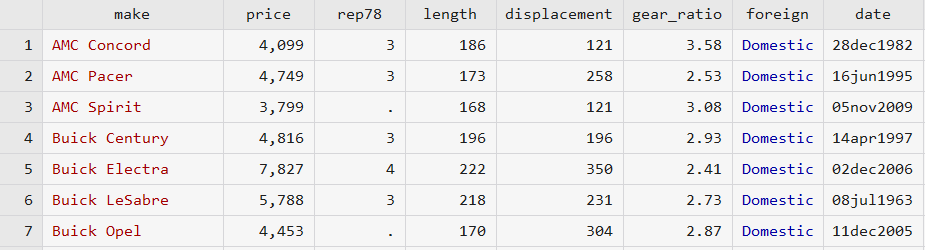 make price rep78 length displacement gear_ratio foreign date
1 AMC Concord 4,099 3 186 121 3.58 Domestic 28dec1982
2 AMC Pacer 4,749 3 173 258 2.53 Domestic 16jun1995
3 AMC Spirit 3,799 . 168 121 3.08 Domestic 05nov2009
4 Buick Century 4,816 3 196 196 2.93 Domestic 14apr1997
5 Buick Electra 7,827 4 222 350 2.41 Domestic 02dec2006
6 Buick LeSabre 5,788 3 218 231 2.73 Domestic 08jul1963
7 Buick Opel 4,453 . 170 304 2.87 Domestic 11dec2005